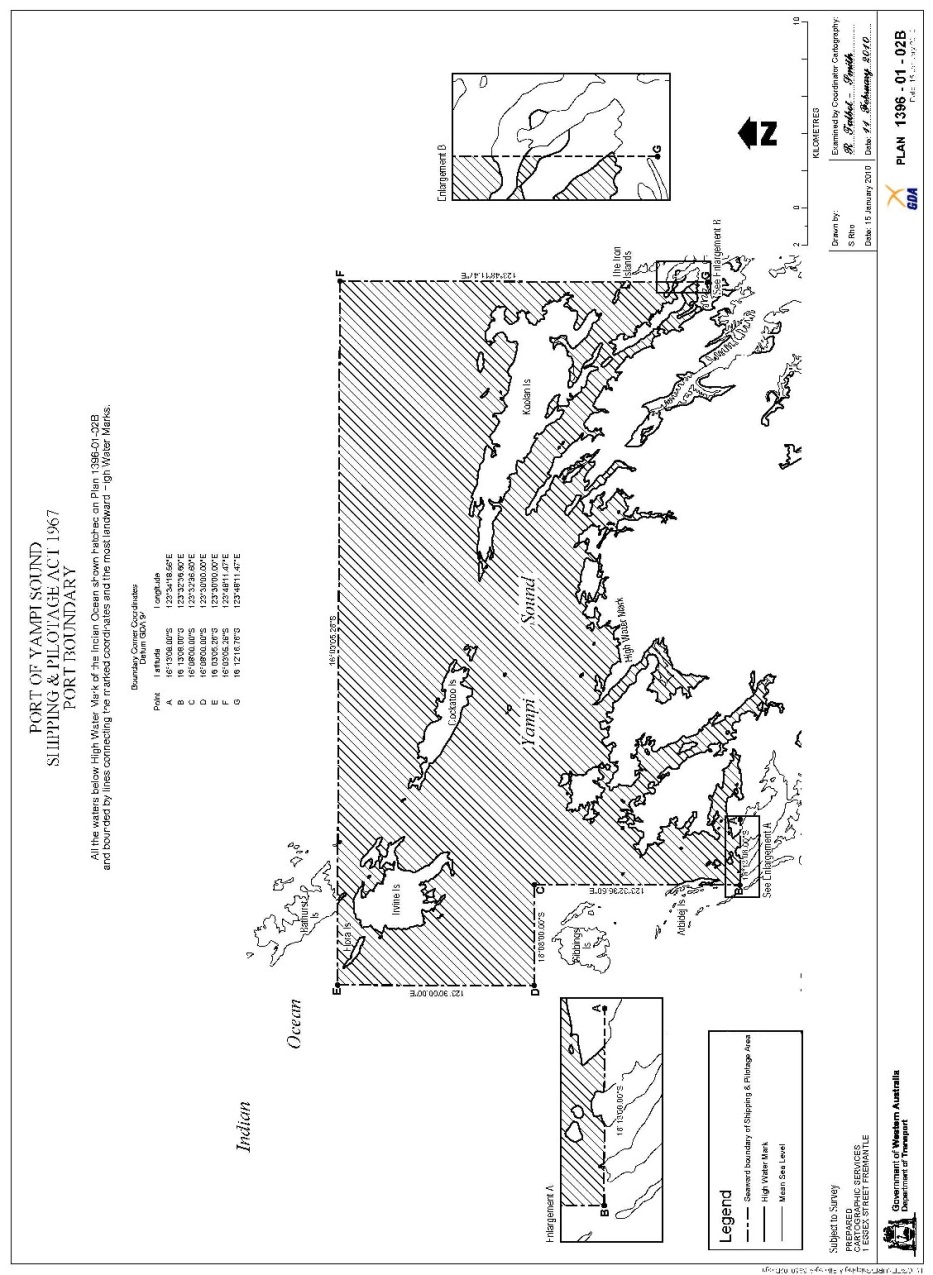 PORT OF YAMPI SOUND
SHIPPING & PILOTAGE ACT 1967
PORT BOUNDARY
All the waters below High Water Mark of the Indian Ocean shown hatched on Plan 1396-01-02B
and bounded by lines connecting the marked coordinates and the most landward High Water Marks.
Boundary Corner Coordinates
Datum GDA 94
Point Latitude Longitude
A 16°13'08.00"S 123°34'18.56"E
B 16 13'08.00"S 123°32'36.60"E
C 16°08'00.00"S 123°32'36.60"E
D 16°08'00.00"S 123°30'00.00"E
E 16 03'05.26"S 123°30'00.00"E
F 16°03'05.26"S 123°48'11.47"E
G 16 12'16.76"S 123°48'11.47"E
Indian
Ocean
E
16°03'05.26"S
F
123°30'00.00"E
123°48'11.47"E
Bathurst Is
Flora Is
Irvine Is
Cockatoo Is
Koolan Is
The Iron
Islands
D
16°08'00.00"S
C
Yampi
Sound
Gibbings
Is
123°32'36.60"E
High Water Mark
G
See Enlargement B
B
16°13'08.00"S
A
See Enlargement A
Enlargement A
B
16°13'08.00"S
A
Enlargement B
G
N
2 0 10
KILOMETRES
Legend
Seaward boundary of Shipping & Pilotage Area
High Water Mark
Mean Sea Level
Subject to Survey
PREPARED
CARTOGRAPHIC SERVICES
1 ESSEX STREET FREMANTLE
Drawn by:
S Rho
Date: 15 January 2010
Examined by Coordinator Cartography:
R Talbot - Smith
Date: 11 February 2010
Government of Western Australia
Department of Transport
GDA
PLAN 1396 - 01 - 02B